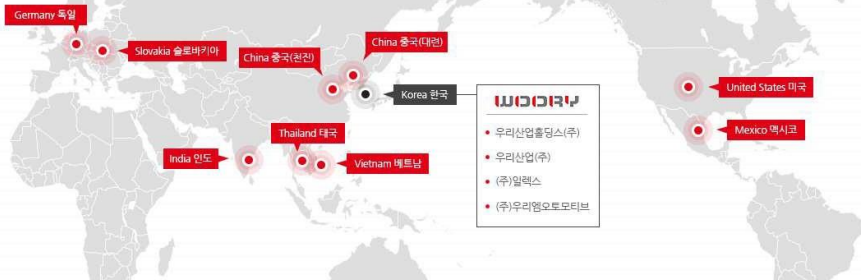 Germany 독일
Slovakia 슬로바키아
China 중국(천진)
China 중국(대련)
Korea 한국
Thailand 태국
India 인도
Vietnam 베트남
WOORY
• 우리산업홀딩스(주)
• 우리산업(주)
• (주)일렉스
• (주)우리엠오토모티브
United States 미국
Mexico 멕시코